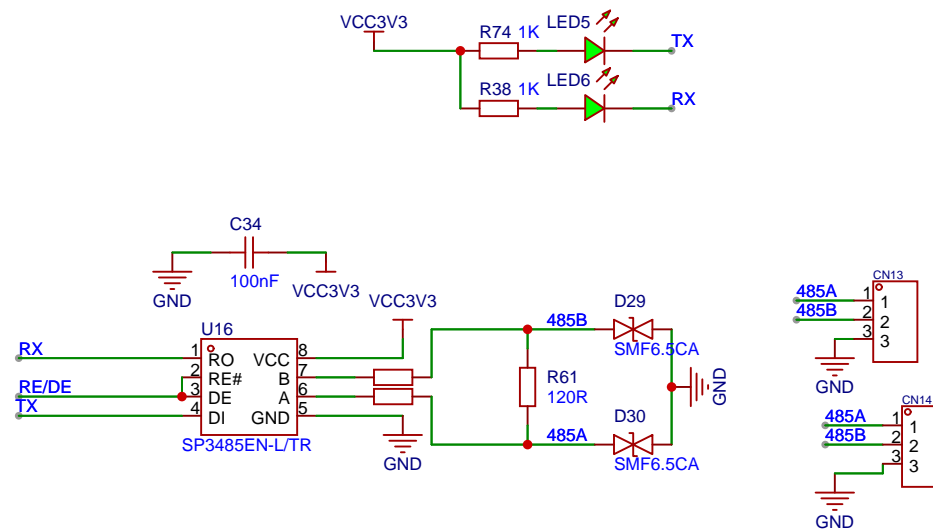 VCC3V3
R74 1K
LED5
TX
R38 1K
LED6
RX
C34
100nF
GND
VCC3V3
VCC3V3
U16
RX
RE/DE
TX
1
2
3
4
RO
RE#
DE
DI
VCC
B
A
GND
8
7
6
5
SP3485EN-L/TR
GND
485B
R61
120R
485A
D29
SMF6.5CA
GND
D30
SMF6.5CA
CN13
485A
485B
1
2
3
1
2
3
GND
CN14
485A
485B
1
2
3
1
2
3
GND